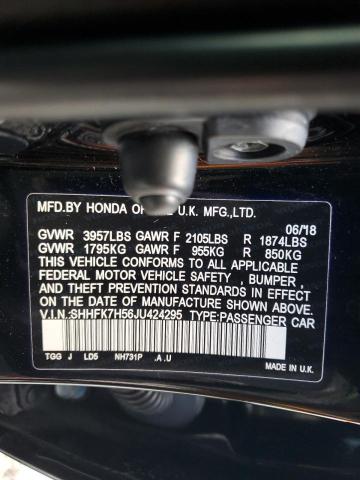 MFD.BY HONDA OF THE U.K. MFG.,LTD.
06/18
GVWR 3957LBS GAWR F 2105LBS R 1874LBS
GVWR 1795KG GAWR F 955KG R 850KG
THIS VEHICLE CONFORMS TO ALL APPLICABLE
FEDERAL MOTOR VEHICLE SAFETY , BUMPER ,
AND THEFT PREVENTION STANDARDS IN EFFECT
ON THE DATE OF MANUFACTURE SHOWN ABOVE.
V.I.N.:SHHFK7H56JU424295 TYPE:PASSENGER CAR
TGG J LD5 NH731P .A .U
MADE IN U.K.